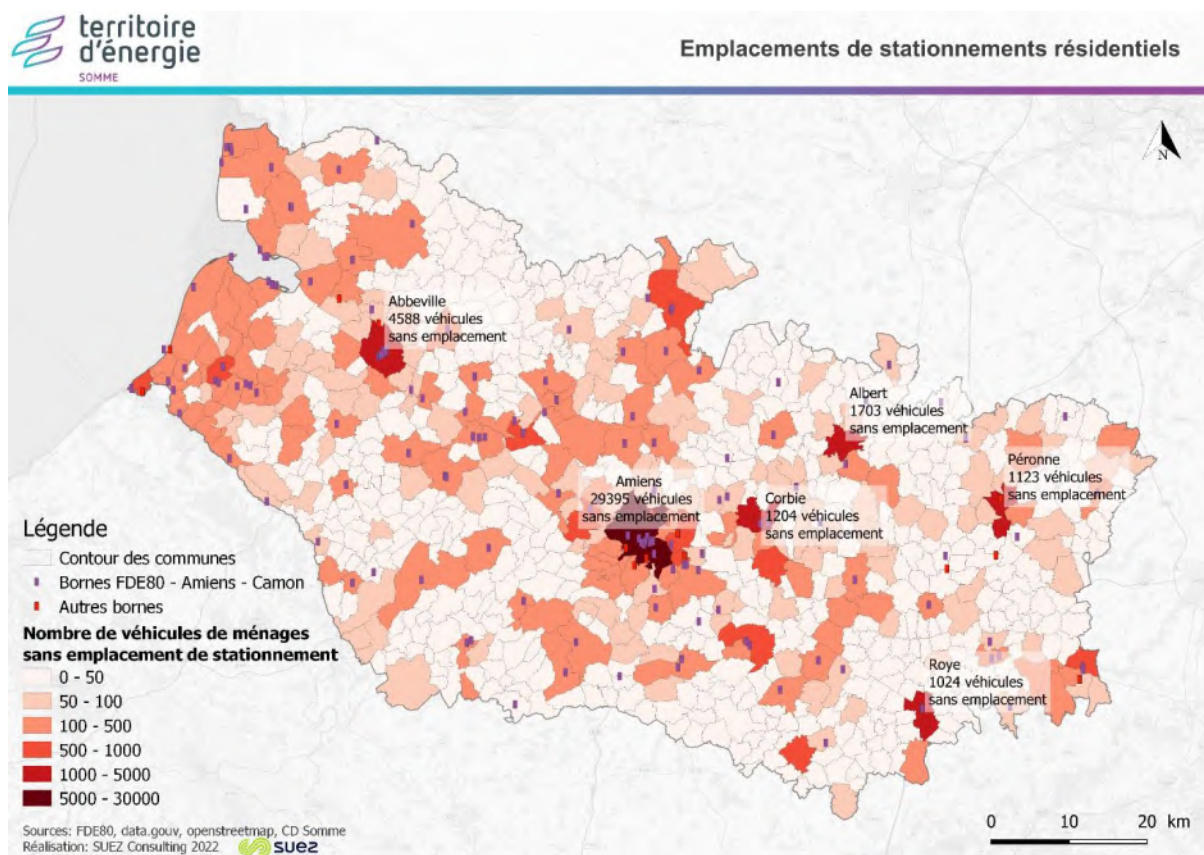 territoire
d'énergie
SOMME
Emplacements de stationnements résidentiels
N
Abbeville
4588 véhicules
sans emplacement
Albert
1703 véhicules
sans emplacement
Péronne
1123 véhicules
sans emplacement
Amiens
29395 véhicules
sans emplacement
Corbie
1204 véhicules
sans emplacement
Roye
1024 véhicules
sans emplacement
Légende
Contour des communes
Bornes FDE80 - Amiens - Camon
Autres bornes
Nombre de véhicules de ménages
sans emplacement de stationnement
0 - 50
50 - 100
100 - 500
500 - 1000
1000 - 5000
5000 - 30000
Sources: FDE80, data.gouv, openstreetmap, CD Somme
Réalisation: SUEZ Consulting 2022
suez
0 10 20 km